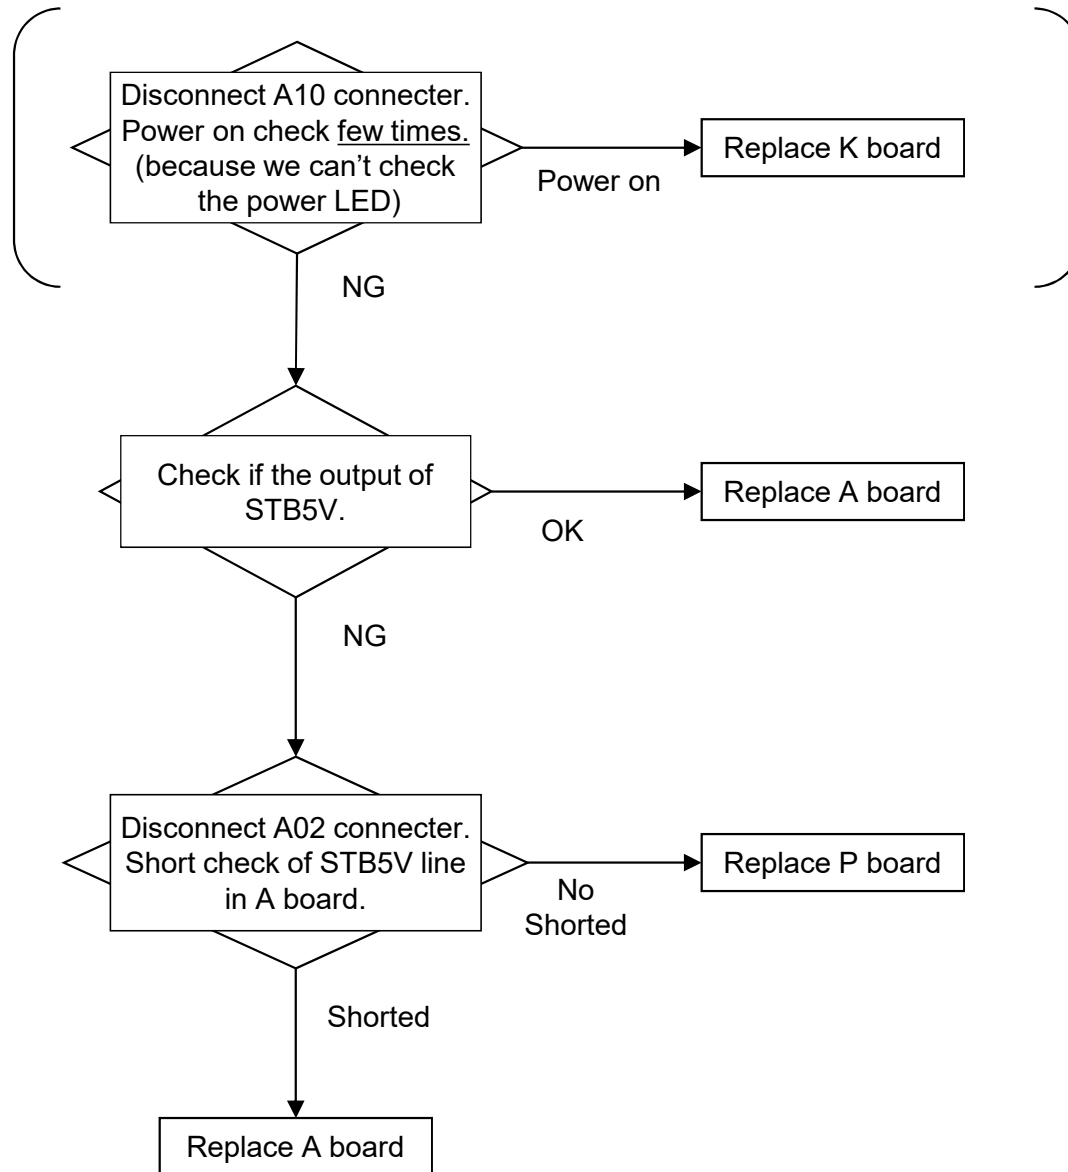 Disconnect A10 connecter.
Power on check few times.
(because we can’t check
the power LED)
Power on
Replace K board
NG
Check if the output of
STB5V.
OK
Replace A board
NG
Disconnect A02 connecter.
Short check of STB5V line
in A board.
No
Shorted
Replace P board
Shorted
Replace A board